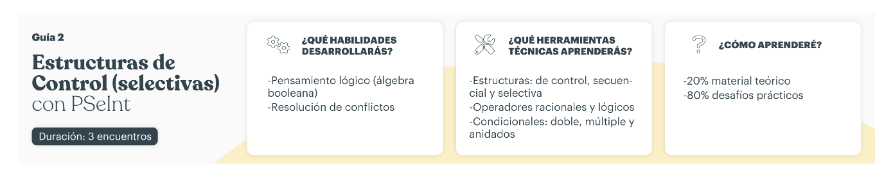 Guía 2
Estructuras de
Control (selectivas)
con PSeInt
Duración: 3 encuentros
¿QUÉ HABILIDADES
DESARROLLARÁS?
-Pensamiento lógico (álgebra
booleana)
-Resolución de conflictos
¿QUÉ HERRAMIENTAS
TÉCNICAS APRENDERÁS?
-Estructuras: de control, secuen-
cial y selectiva
-Operadores racionales y lógicos
-Condicionales: doble, múltiple y
anidados
¿CÓMO APRENDERÉ?
-20% material teórico
-80% desafíos prácticos